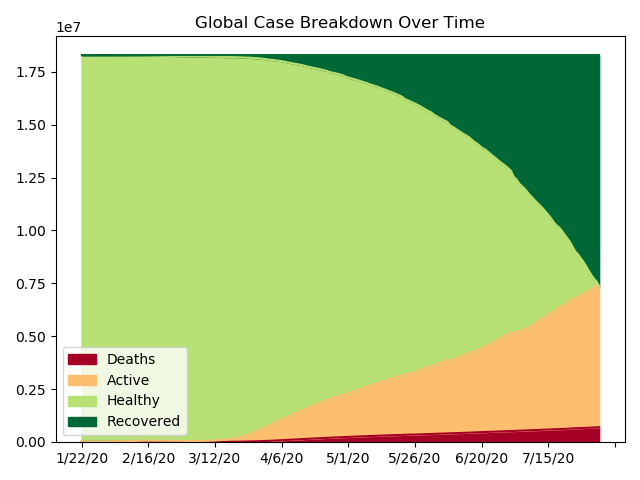 Global Case Breakdown Over Time
1e7
1.75
1.50
1.25
1.00
0.75
0.50
0.25
0.00
Deaths
Active
Healthy
Recovered
1/22/20 2/16/20 3/12/20 4/6/20 5/1/20 5/26/20 6/20/20 7/15/20